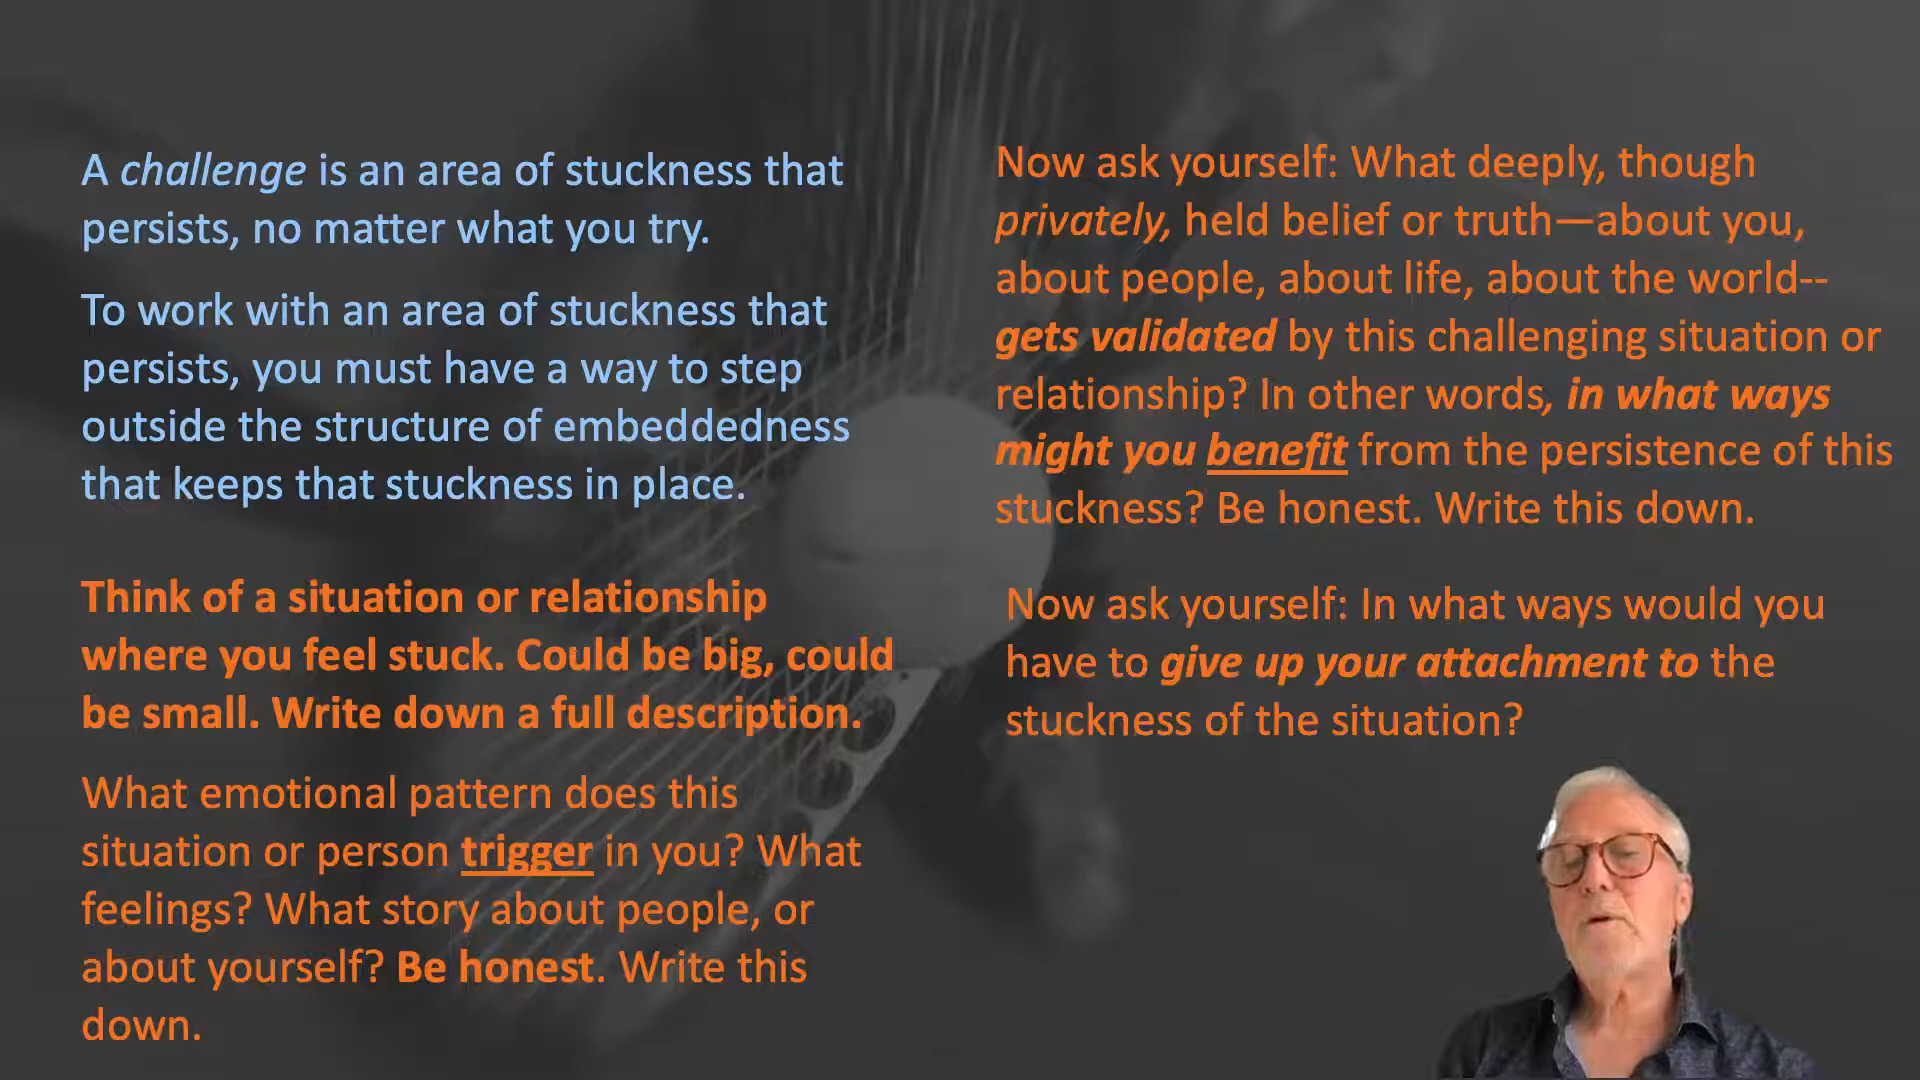 A challenge is an area of stuckness that
persists, no matter what you try.
To work with an area of stuckness that
persists, you must have a way to step
outside the structure of embeddedness
that keeps that stuckness in place.
Think of a situation or relationship
where you feel stuck. Could be big, could
be small. Write down a full description.
What emotional pattern does this
situation or person trigger in you? What
feelings? What story about people, or
about yourself? Be honest. Write this
down.
Now ask yourself: What deeply, though
privately, held belief or truth—about you,
about people, about life, about the world--
gets validated by this challenging situation or
relationship? In other words, in what ways
might you benefit from the persistence of this
stuckness? Be honest. Write this down.
Now ask yourself: In what ways would you
have to give up your attachment to the
stuckness of the situation?